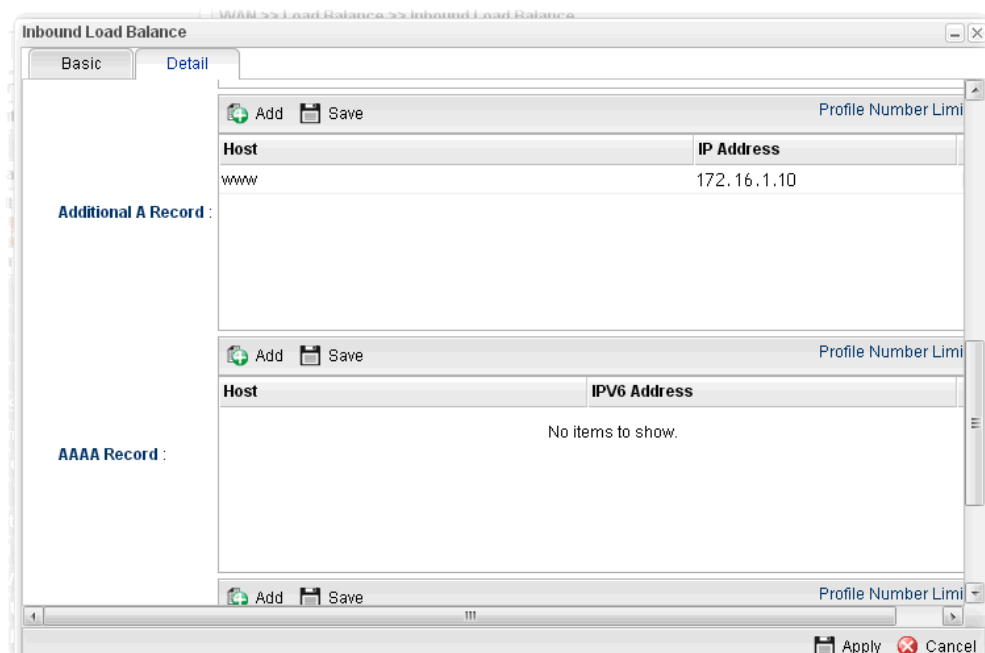 WAN >> Load Balance >> Inbound Load Balance
Inbound Load Balance
Basic Detail
Add Save Profile Number Limi
Host IP Address
www 172.16.1.10
Additional A Record :
Add Save Profile Number Limi
Host IPV6 Address
No items to show.
AAAA Record :
Add Save Profile Number Limi
Apply Cancel